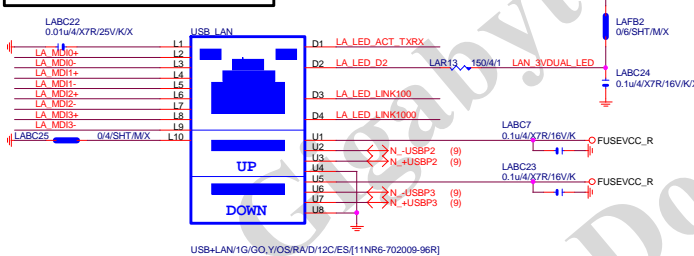 LABC22
0.01u/4/X7R/25V/K/X
USB_LAN
LAFB2
0/6/SHT/M/X
L1
D1
LA_LED_ACT_TXRX
LA_MDI0+
L2
LA_MDI0-
L3
D2
LA_LED_D2
LAR13
150/4/1
LAN_3VDUAL_LED
LA_MDI1+
L4
LABC24
0.1u/4/X7R/16V/K/X
LA_MDI1-
L5
LA_MDI2+
L6
D3
LA_LED_LINK100
LA_MDI2-
L7
LA_MDI3+
L8
D4
LA_LED_LINK1000
LA_MDI3-
L9
LABC25
0/4/SHT/M/X
L10
LABC7
0.1u/4/X7R/16V/K
U1
FUSEVCC_R
U2
N_-USBP2 (9)
UP
U3
N_+USBP2 (9)
U4
LABC23
0.1u/4/X7R/16V/K
U5
FUSEVCC_R
U6
N_-USBP3 (9)
U7
N_+USBP3 (9)
DOWN
U8
USB+LAN/1G/GO,Y/OS/RA/D/12C/ES/[11NR6-702009-96R]
Gigabyt
Do